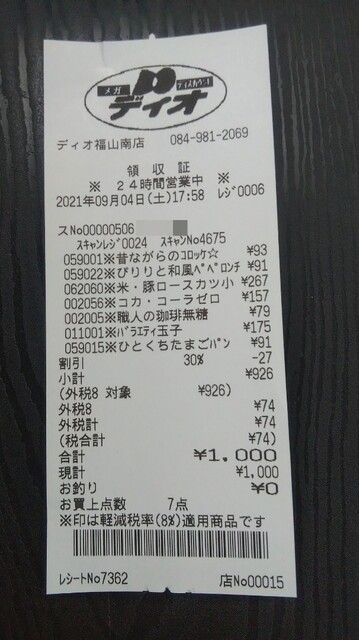 メガ ディスカウント
ディオ
ディオ福山南店 084-981-2069
領収証
※ 24時間営業中 ※
2021年09月04日(土)17:58 レジ0006
スNo00000506
スキャンレジ0024 スキャンNo4675
059001※昔ながらのコロッケ☆ ¥93
059022※ぴりりと和風ペペロンチ ¥91
062060※米・豚ロースカツ小 ¥267
002056※コカ・コーラゼロ ¥157
002005※職人の珈琲無糖 ¥79
011001※バラエティ玉子 ¥175
059015※ひとくちたまごパン ¥91
割引 30% -27
小計 ¥926
(外税8 対象 ¥926)
外税8 ¥74
外税計 ¥74
(税合計 ¥74)
合計 ¥1,000
現計 ¥1,000
お釣り ¥0
お買上点数 7点
※印は軽減税率(8%)適用商品です
レシートNo7362 店No00015